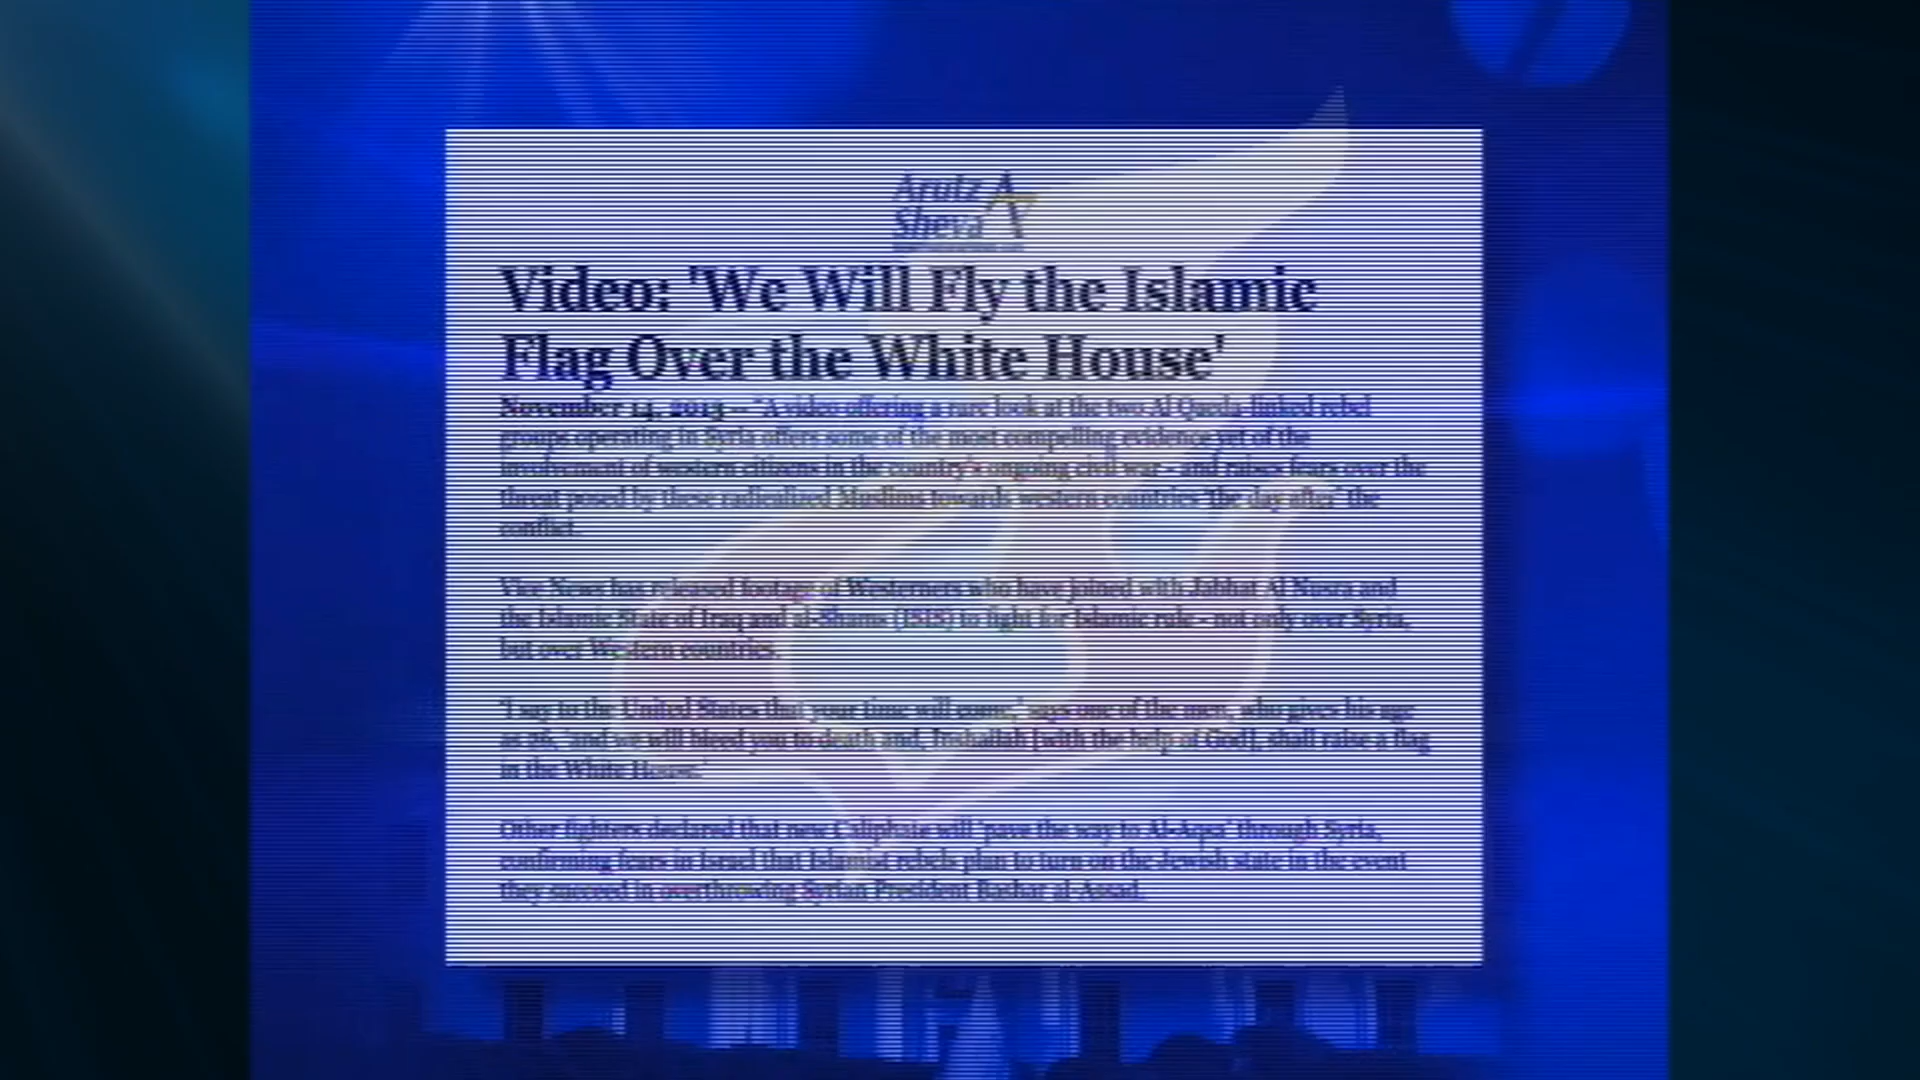 Arutz
Sheva
Video: 'We Will Fly the Islamic
Flag Over the White House'
November 14, 2013 -- "A video offering a rare look at the two Al Qaeda-linked rebel
groups operating in Syria offers some of the most compelling evidence yet of the
involvement of western citizens in the country's ongoing civil war - and raises fears over the
threat posed by these radicalized Muslims towards western countries 'the day after' the
conflict.
Vice News has released footage of Westerners who have joined with Jabhat Al Nusra and
the Islamic State of Iraq and al-Shams (ISIS) to fight for Islamic rule - not only over Syria,
but over Western countries.
'I say to the United States that your time will come,' says one of the men, who gives his age
as 26, 'and we will bleed you to death and, Inshallah [with the help of God], shall raise a flag
in the White House.'
Other fighters declared that new Caliphate will 'pave the way to Al-Aqsa' through Syria,
confirming fears in Israel that Islamist rebels plan to turn on the Jewish state in the event
they succeed in overthrowing Syrian President Bashar al-Assad.